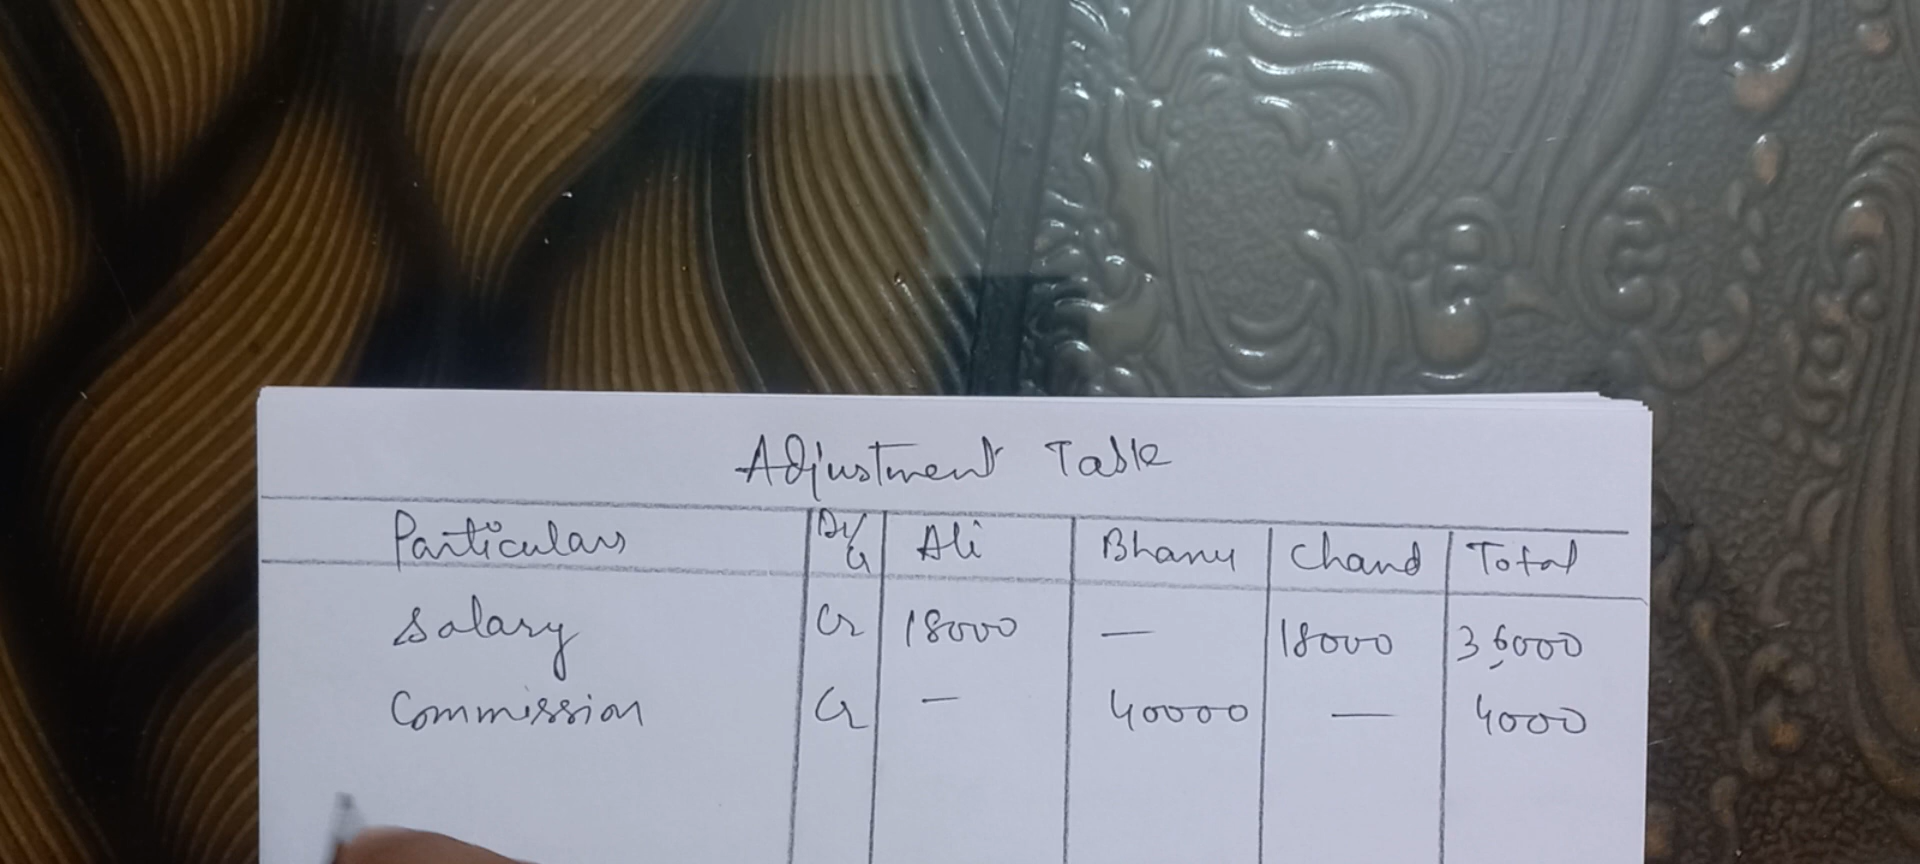 Adjustment Table
Particulars Dr/Cr Ali Bhanu Chand Total
Salary Cr 18000 — 18000 36000
Commission Cr — 40000 — 4000